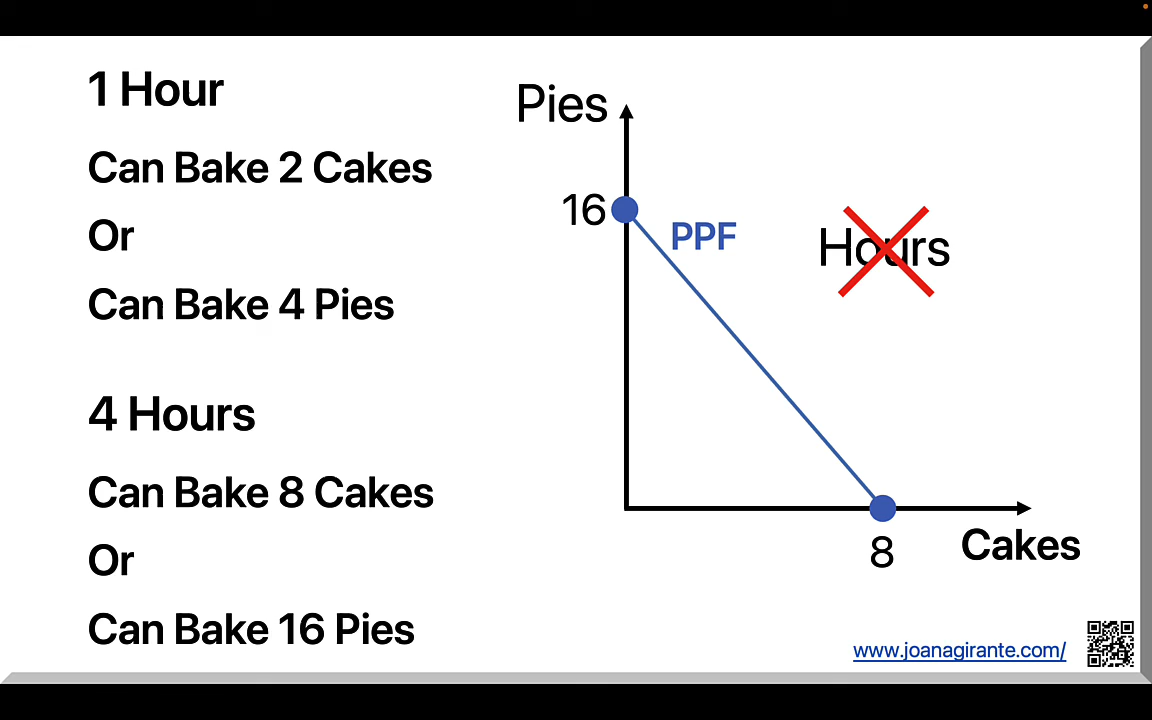 1 Hour
Can Bake 2 Cakes
Or
Can Bake 4 Pies
4 Hours
Can Bake 8 Cakes
Or
Can Bake 16 Pies
Pies
16
PPF
Hours
8
Cakes
www.joanagirante.com/